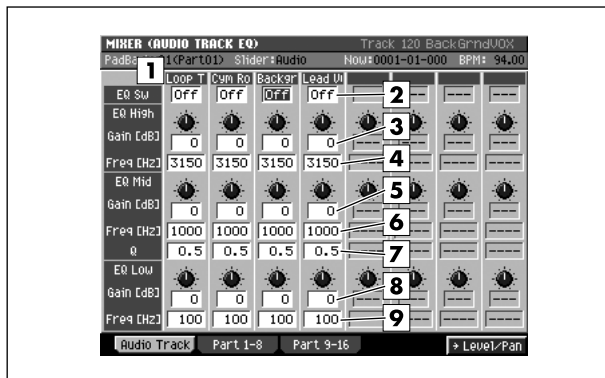 MIXER (AUDIO TRACK EQ) Track 120 BackGrndVOX
1(Part01) Slider:Audio Now:0001-01-000 BPM: 94.00
1
Loop T Cym Ro Backgr Lead
EQ Sw Off Off Off Off --- --- --- ---
2
EQ High
Gain [dB] 0 0 0 0 --- --- --- ---
3
Freq [Hz] 3150 3150 3150 3150 ---- ---- ---- ----
4
EQ Mid
Gain [dB] 0 0 0 0 --- --- --- ---
5
Freq [Hz] 1000 1000 1000 1000 ---- ---- ---- ----
6
Q 0.5 0.5 0.5 0.5 ---- ---- ---- ----
7
EQ Low
Gain [dB] 0 0 0 0 --- --- --- ---
8
Freq [Hz] 100 100 100 100 ---- ---- ---- ----
9
Audio Track Part 1-8 Part 9-16 → Level/Pan